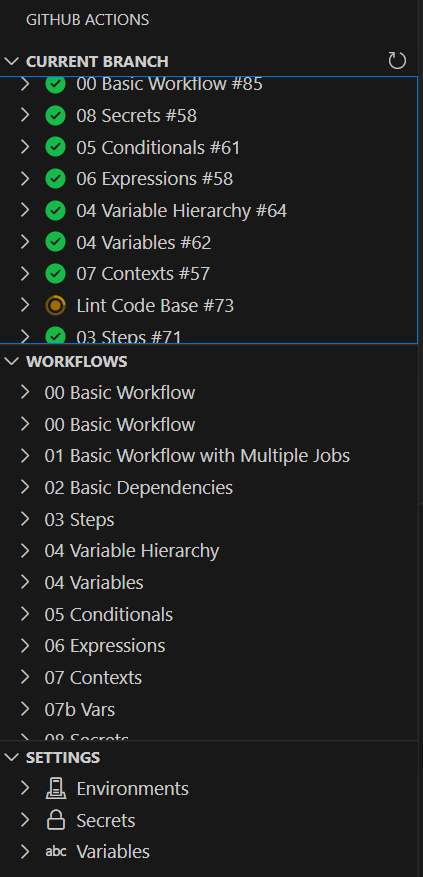 GITHUB ACTIONS
CURRENT BRANCH
00 Basic Workflow #85
08 Secrets #58
05 Conditionals #61
06 Expressions #58
04 Variable Hierarchy #64
04 Variables #62
07 Contexts #57
Lint Code Base #73
03 Steps #71
WORKFLOWS
00 Basic Workflow
00 Basic Workflow
01 Basic Workflow with Multiple Jobs
02 Basic Dependencies
03 Steps
04 Variable Hierarchy
04 Variables
05 Conditionals
06 Expressions
07 Contexts
07b Vars
08 Secrets
SETTINGS
Environments
Secrets
abc Variables